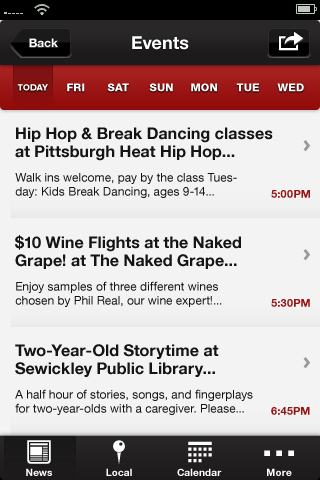 Back
Events
TODAY FRI SAT SUN MON TUE WED
Hip Hop & Break Dancing classes
at Pittsburgh Heat Hip Hop...
Walk ins welcome, pay by the class Tues-
day: Kids Break Dancing, ages 9-14...
5:00PM
$10 Wine Flights at the Naked
Grape! at The Naked Grape...
Enjoy samples of three different wines
chosen by Phil Real, our wine expert!...
5:30PM
Two-Year-Old Storytime at
Sewickley Public Library...
A half hour of stories, songs, and fingerplays
for two-year-olds with a caregiver. Please...
6:45PM
News Local Calendar More